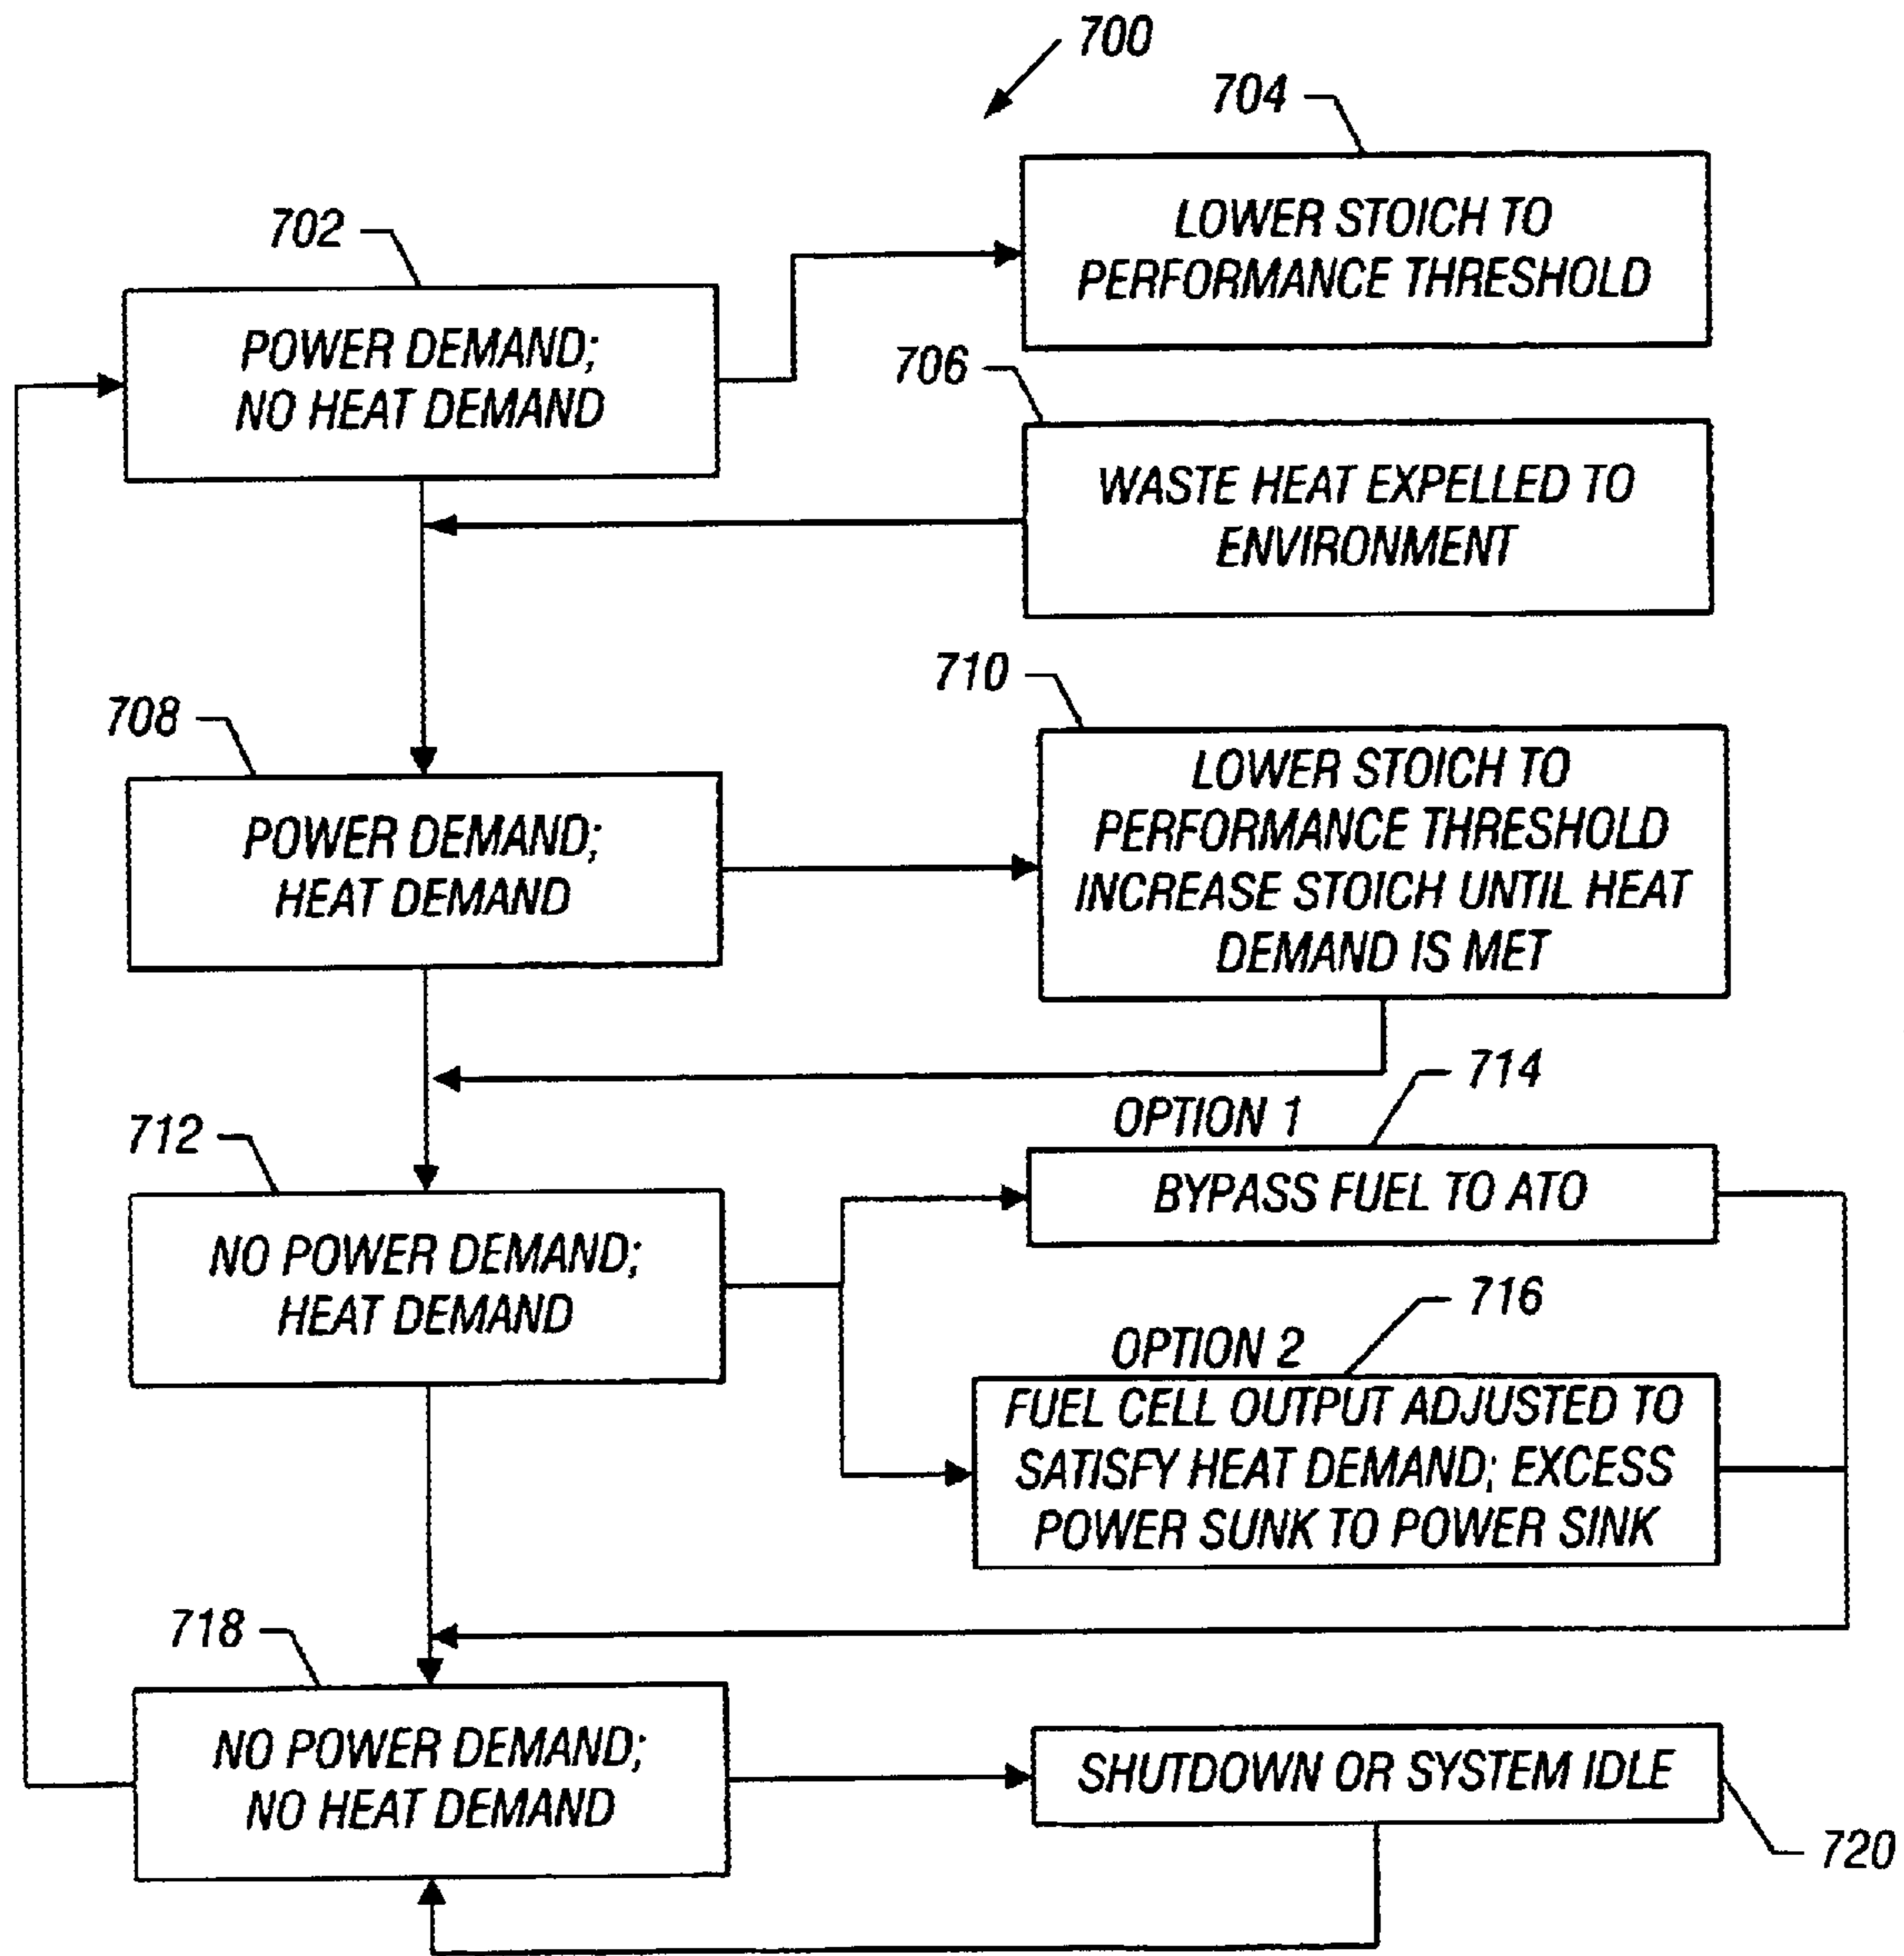 700
704
LOWER STOICH TO
PERFORMANCE THRESHOLD
702
POWER DEMAND;
NO HEAT DEMAND
706
WASTE HEAT EXPELLED TO
ENVIRONMENT
710
LOWER STOICH TO
PERFORMANCE THRESHOLD
INCREASE STOICH UNTIL HEAT
DEMAND IS MET
708
POWER DEMAND;
HEAT DEMAND
714
OPTION 1
BYPASS FUEL TO ATO
712
NO POWER DEMAND;
HEAT DEMAND
716
OPTION 2
FUEL CELL OUTPUT ADJUSTED TO
SATISFY HEAT DEMAND; EXCESS
POWER SUNK TO POWER SINK
718
NO POWER DEMAND;
NO HEAT DEMAND
SHUTDOWN OR SYSTEM IDLE
720